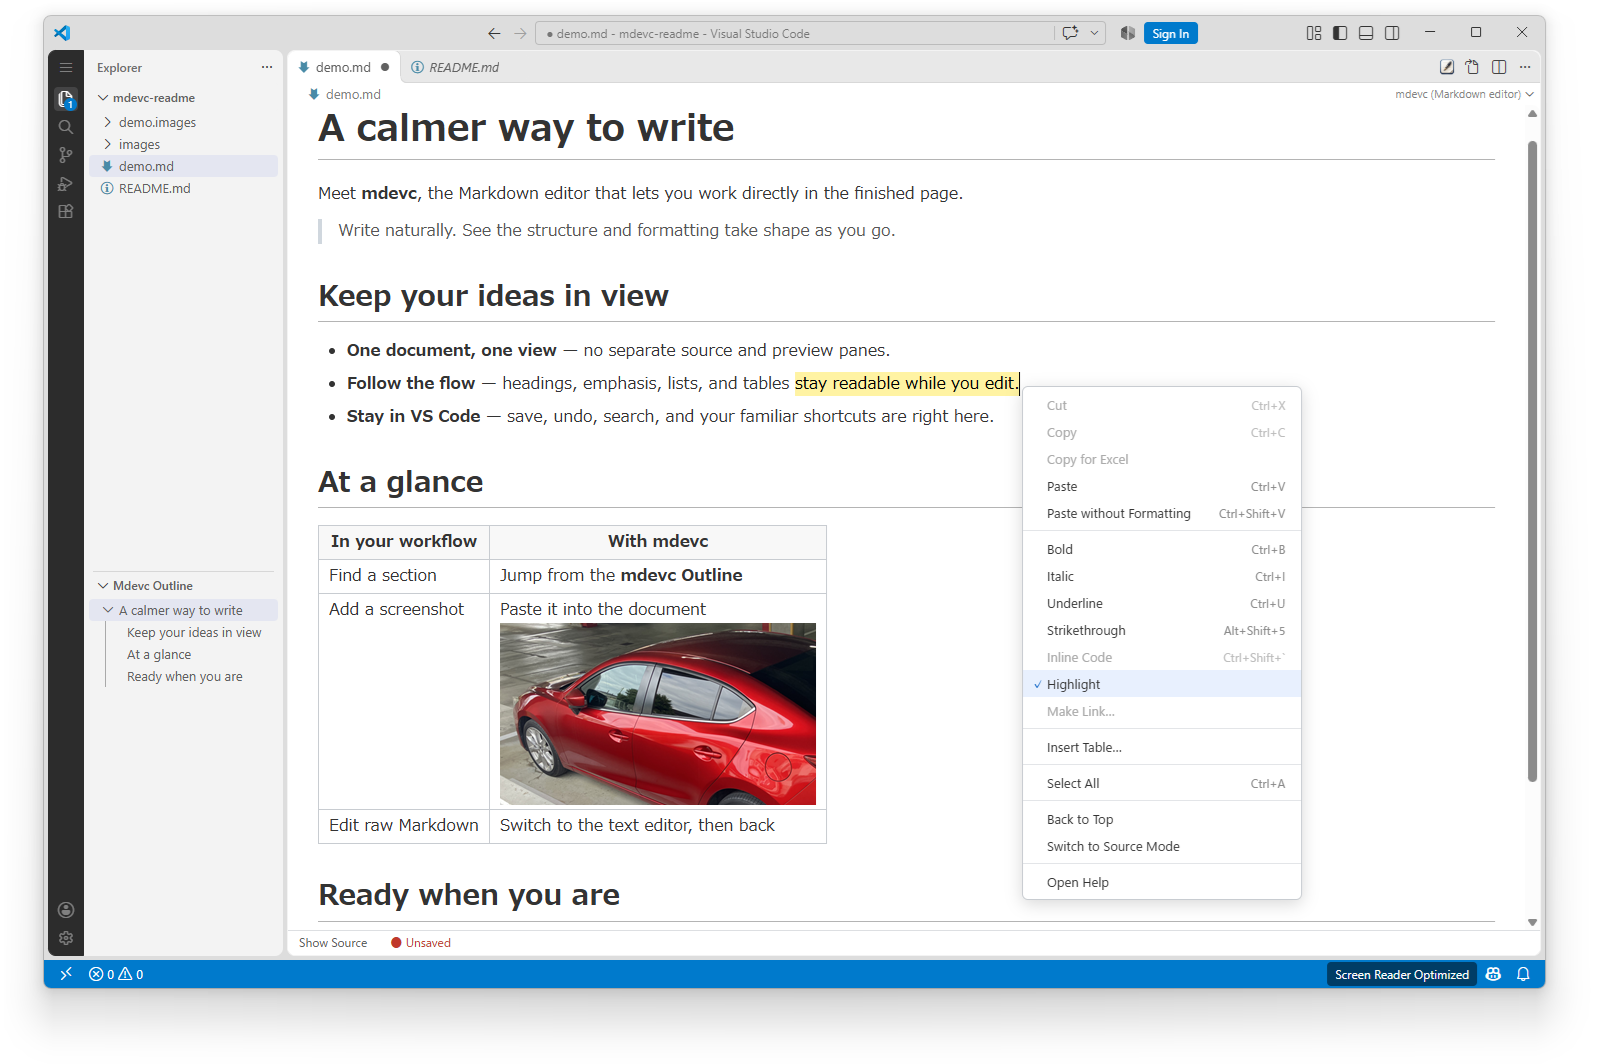 ● demo.md - mdevc-readme - Visual Studio Code
Sign In
Explorer
mdevc-readme
demo.images
images
demo.md
README.md
1
Mdevc Outline
A calmer way to write
Keep your ideas in view
At a glance
Ready when you are
demo.md ●
README.md
demo.md
mdevc (Markdown editor)
A calmer way to write
Meet mdevc, the Markdown editor that lets you work directly in the finished page.
Write naturally. See the structure and formatting take shape as you go.
Keep your ideas in view
• One document, one view — no separate source and preview panes.
• Follow the flow — headings, emphasis, lists, and tables stay readable while you edit.
• Stay in VS Code — save, undo, search, and your familiar shortcuts are right here.
At a glance
In your workflow With mdevc
Find a section Jump from the mdevc Outline
Add a screenshot Paste it into the document
Edit raw Markdown Switch to the text editor, then back
Ready when you are
Cut Ctrl+X
Copy Ctrl+C
Copy for Excel
Paste Ctrl+V
Paste without Formatting Ctrl+Shift+V
Bold Ctrl+B
Italic Ctrl+I
Underline Ctrl+U
Strikethrough Alt+Shift+5
Inline Code Ctrl+Shift+`
✓ Highlight
Make Link...
Insert Table...
Select All Ctrl+A
Back to Top
Switch to Source Mode
Open Help
Show Source
Unsaved
0 0
Screen Reader Optimized